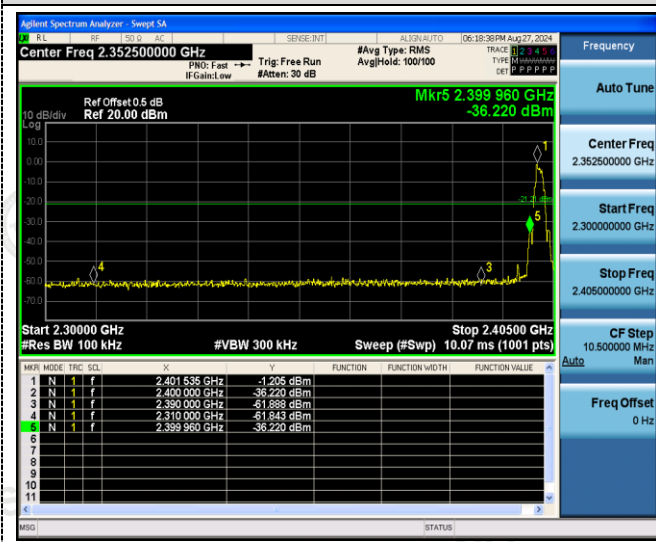 Agilent Spectrum Analyzer - Swept SA
RL RF 50 Ω AC SENSE:INT ALIGNAUTO 06:18:38 PM Aug 27, 2024
Center Freq 2.352500000 GHz
PNO: Fast
IFGain:Low
Trig: Free Run
#Atten: 30 dB
#Avg Type: RMS
Avg|Hold: 100/100
TRACE 1 2 3 4 5 6
TYPE M
DET P P P P P P
Ref Offset 0.5 dB
Ref 20.00 dBm
10 dB/div
Log
Mkr5 2.399 960 GHz
-36.220 dBm
10.0
0.00
-10.0
-20.0
-30.0
-40.0
-50.0
-60.0
-70.0
1
5
4
3
Start 2.30000 GHz
Stop 2.40500 GHz
#Res BW 100 kHz #VBW 300 kHz Sweep (#Swp) 10.07 ms (1001 pts)
MKR MODE TRC SCL X Y FUNCTION FUNCTION WIDTH FUNCTION VALUE
1 N 1 f 2.401 535 GHz -1.205 dBm
2 N 1 f 2.400 000 GHz -36.220 dBm
3 N 1 f 2.390 000 GHz -61.888 dBm
4 N 1 f 2.310 000 GHz -61.843 dBm
5 N 1 f 2.399 960 GHz -36.220 dBm
6
7
8
9
10
11
MSG STATUS
Frequency
Auto Tune
Center Freq
2.352500000 GHz
Start Freq
2.300000000 GHz
Stop Freq
2.405000000 GHz
CF Step
10.500000 MHz
Auto Man
Freq Offset
0 Hz